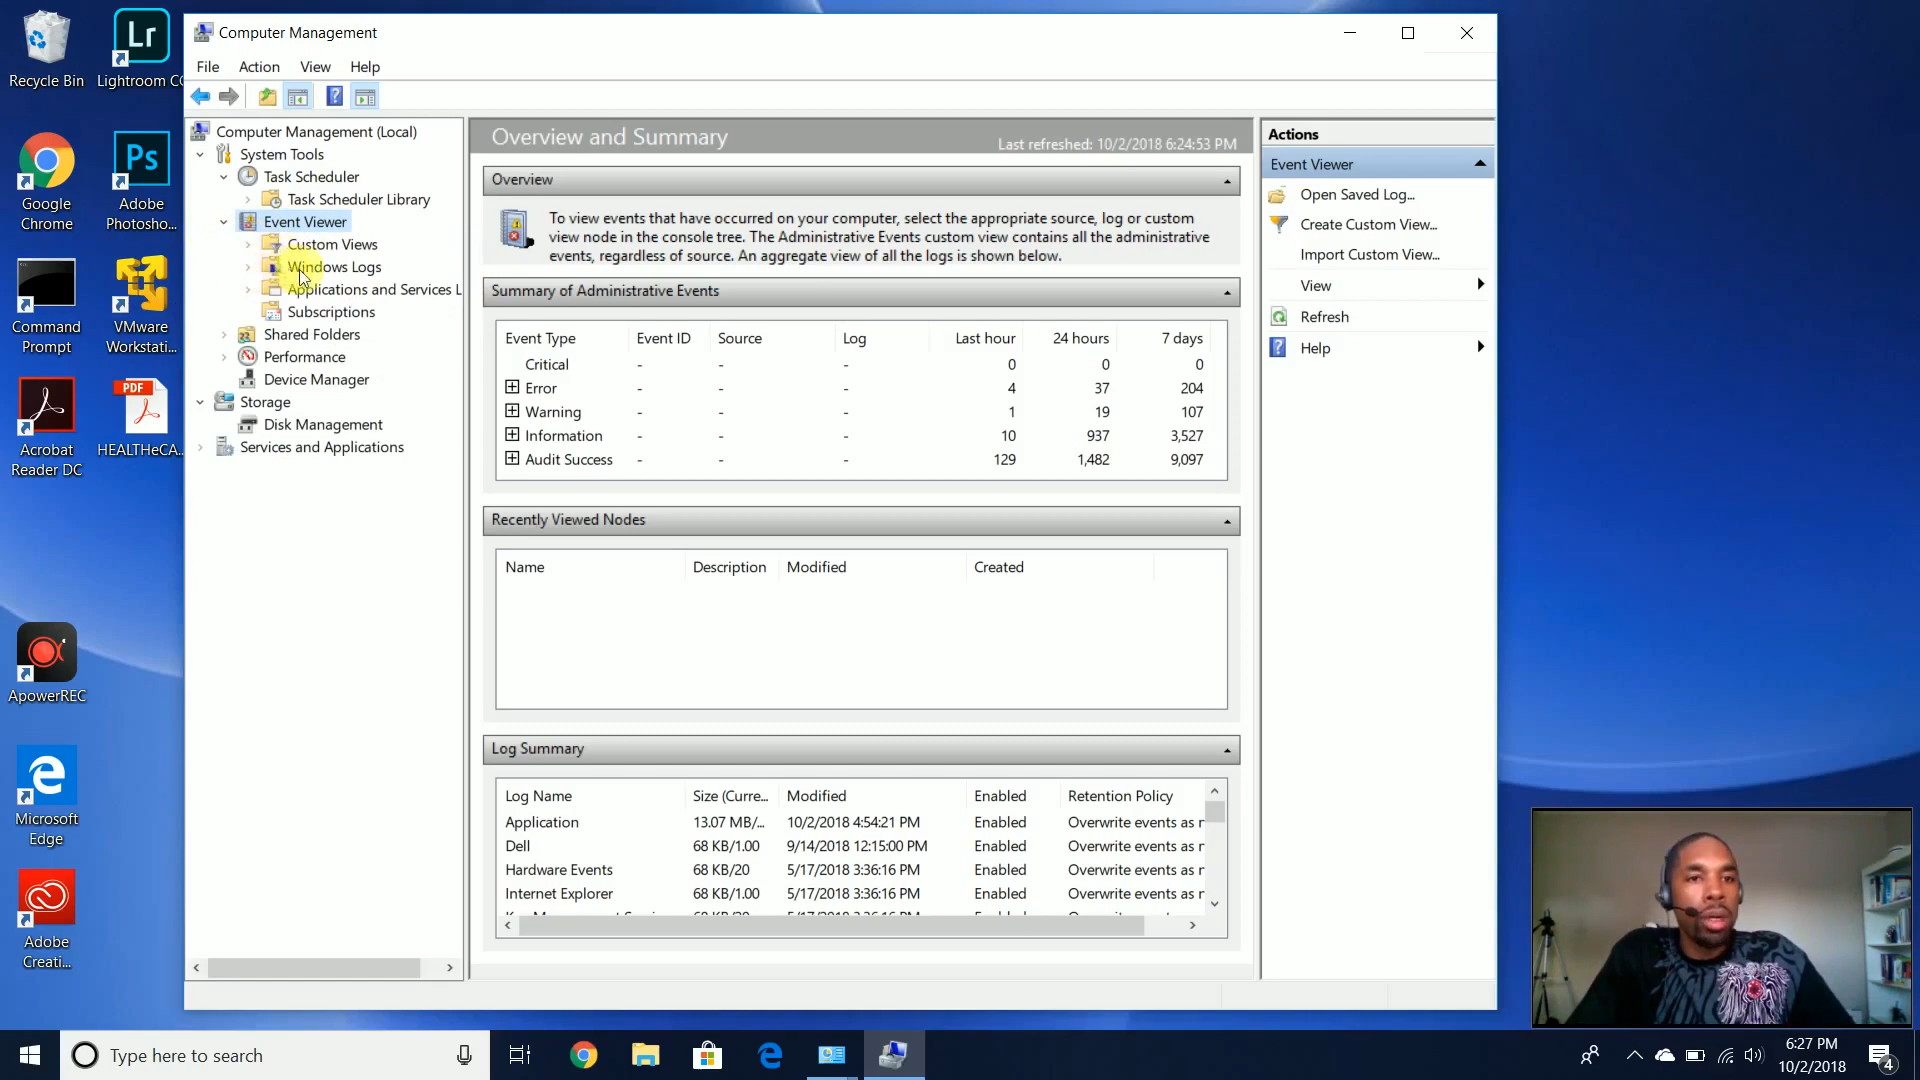 Recycle Bin
Lightroom CC
Google
Chrome
Adobe
Photosho...
Command
Prompt
VMware
Workstati...
Acrobat
Reader DC
PDF
HEALTHeCA...
ApowerREC
Microsoft
Edge
Adobe
Creati...
Lr
Ps
Computer Management
File Action View Help
Computer Management (Local)
System Tools
Task Scheduler
Task Scheduler Library
Event Viewer
Custom Views
Windows Logs
Applications and Services L
Subscriptions
Shared Folders
Performance
Device Manager
Storage
Disk Management
Services and Applications
Overview and Summary
Last refreshed: 10/2/2018 6:24:53 PM
Overview
To view events that have occurred on your computer, select the appropriate source, log or custom
view node in the console tree. The Administrative Events custom view contains all the administrative
events, regardless of source. An aggregate view of all the logs is shown below.
Summary of Administrative Events
Event Type Event ID Source Log Last hour 24 hours 7 days
Critical - - - 0 0 0
Error - - - 4 37 204
Warning - - - 1 19 107
Information - - - 10 937 3,527
Audit Success - - - 129 1,482 9,097
Recently Viewed Nodes
Name Description Modified Created
Log Summary
Log Name Size (Curre... Modified Enabled Retention Policy
Application 13.07 MB/... 10/2/2018 4:54:21 PM Enabled Overwrite events as r
Dell 68 KB/1.00 9/14/2018 12:15:00 PM Enabled Overwrite events as r
Hardware Events 68 KB/20 5/17/2018 3:36:16 PM Enabled Overwrite events as r
Internet Explorer 68 KB/1.00 5/17/2018 3:36:16 PM Enabled Overwrite events as r
Actions
Event Viewer
Open Saved Log...
Create Custom View...
Import Custom View...
View
Refresh
Help
Type here to search
6:27 PM
10/2/2018
4